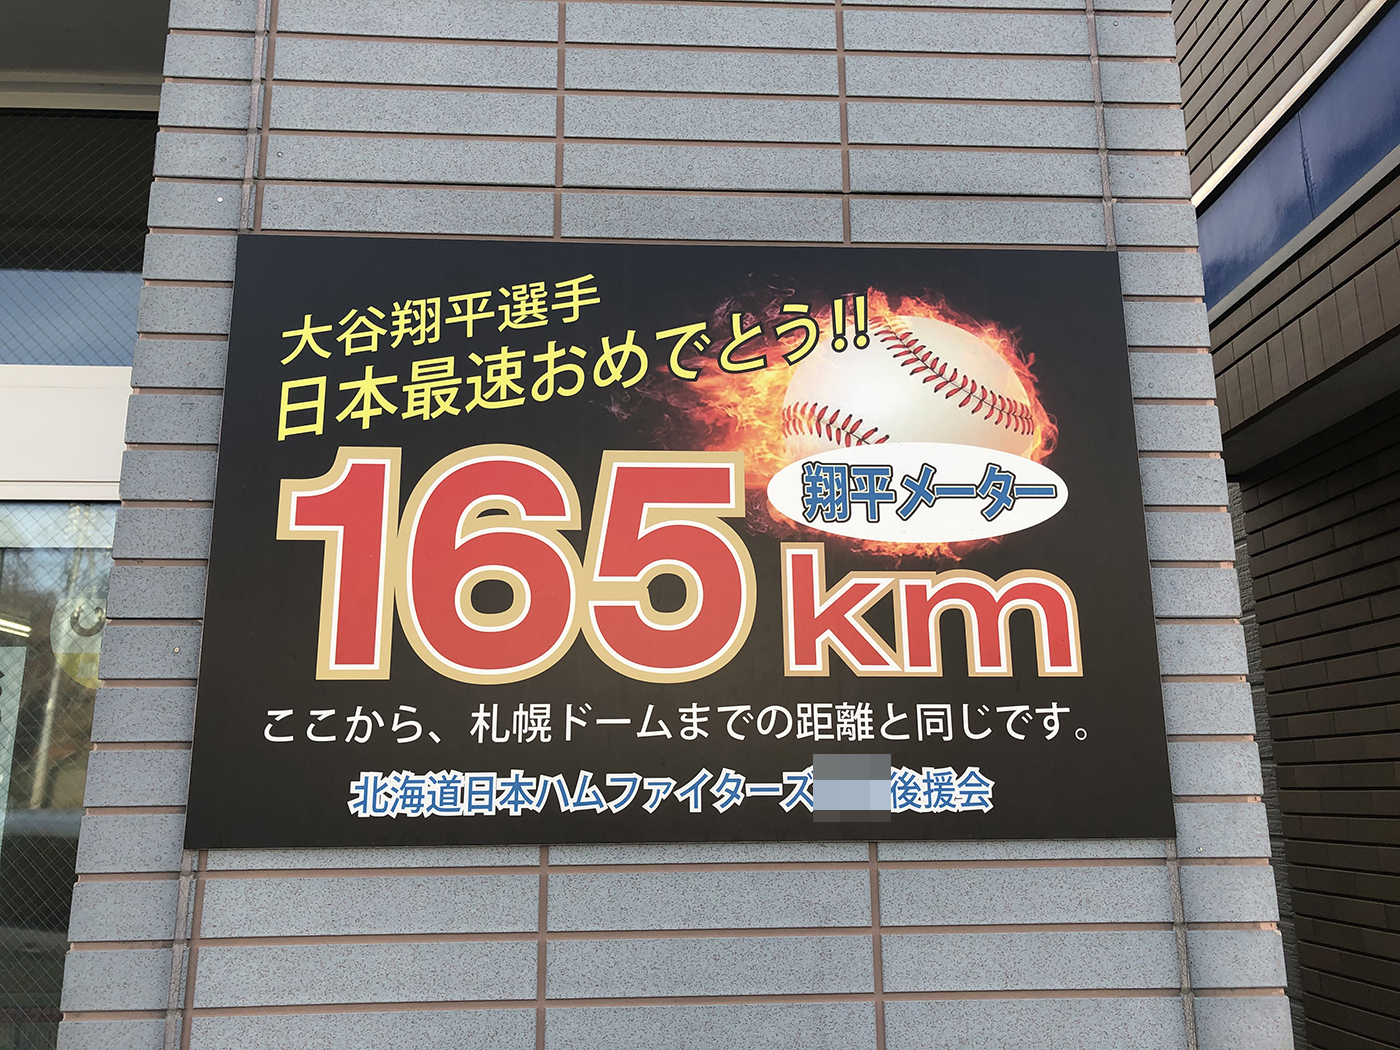 大谷翔平選手
日本最速おめでとう!!
翔平メーター
165km
ここから、札幌ドームまでの距離と同じです。
北海道日本ハムファイターズ
後援会